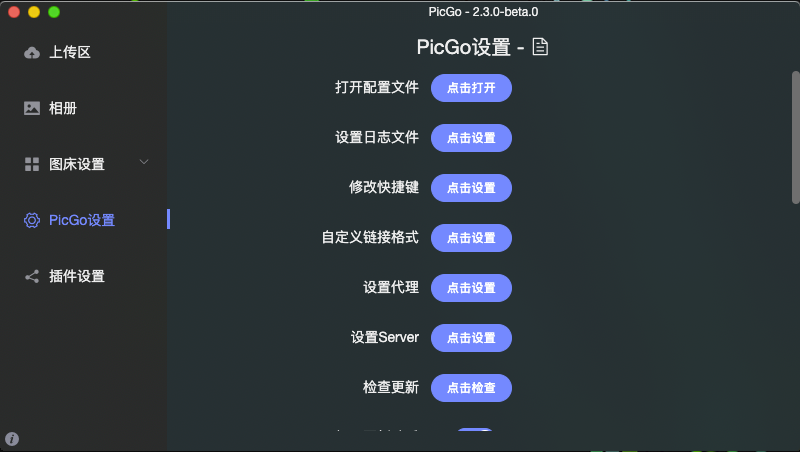 PicGo - 2.3.0-beta.0
上传区
相册
图床设置
PicGo设置
插件设置
PicGo设置 -
打开配置文件 点击打开
设置日志文件 点击设置
修改快捷键 点击设置
自定义链接格式 点击设置
设置代理 点击设置
设置Server 点击设置
检查更新 点击检查